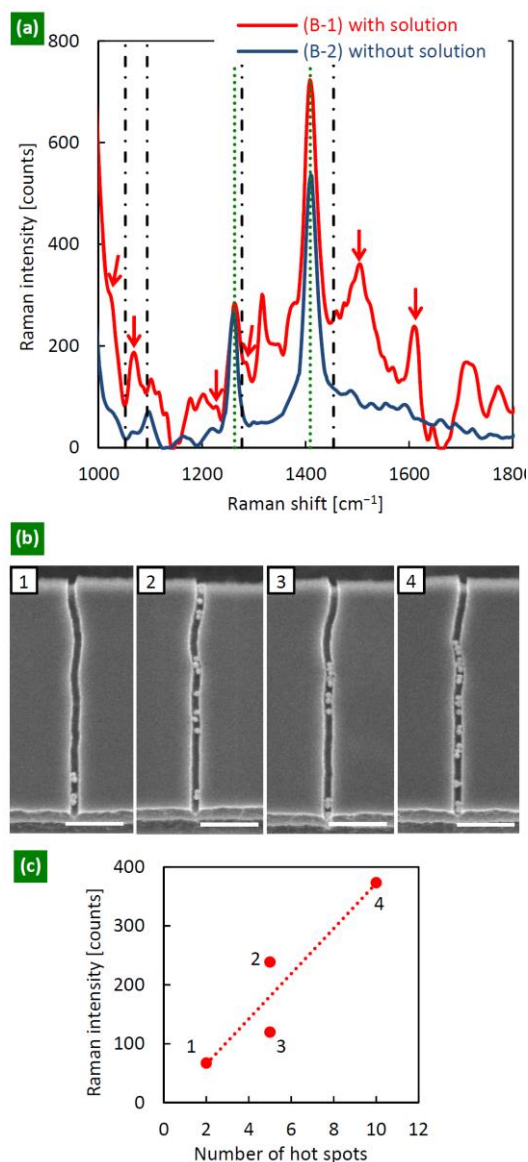 (a)
(B-1) with solution
(B-2) without solution
800
600
400
200
0
Raman intensity [counts]
1000 1200 1400 1600 1800
Raman shift [cm⁻¹]
(b)
1 2 3 4
(c)
400
300
200
100
0
Raman intensity [counts]
1 2 3 4
0 2 4 6 8 10 12
Number of hot spots